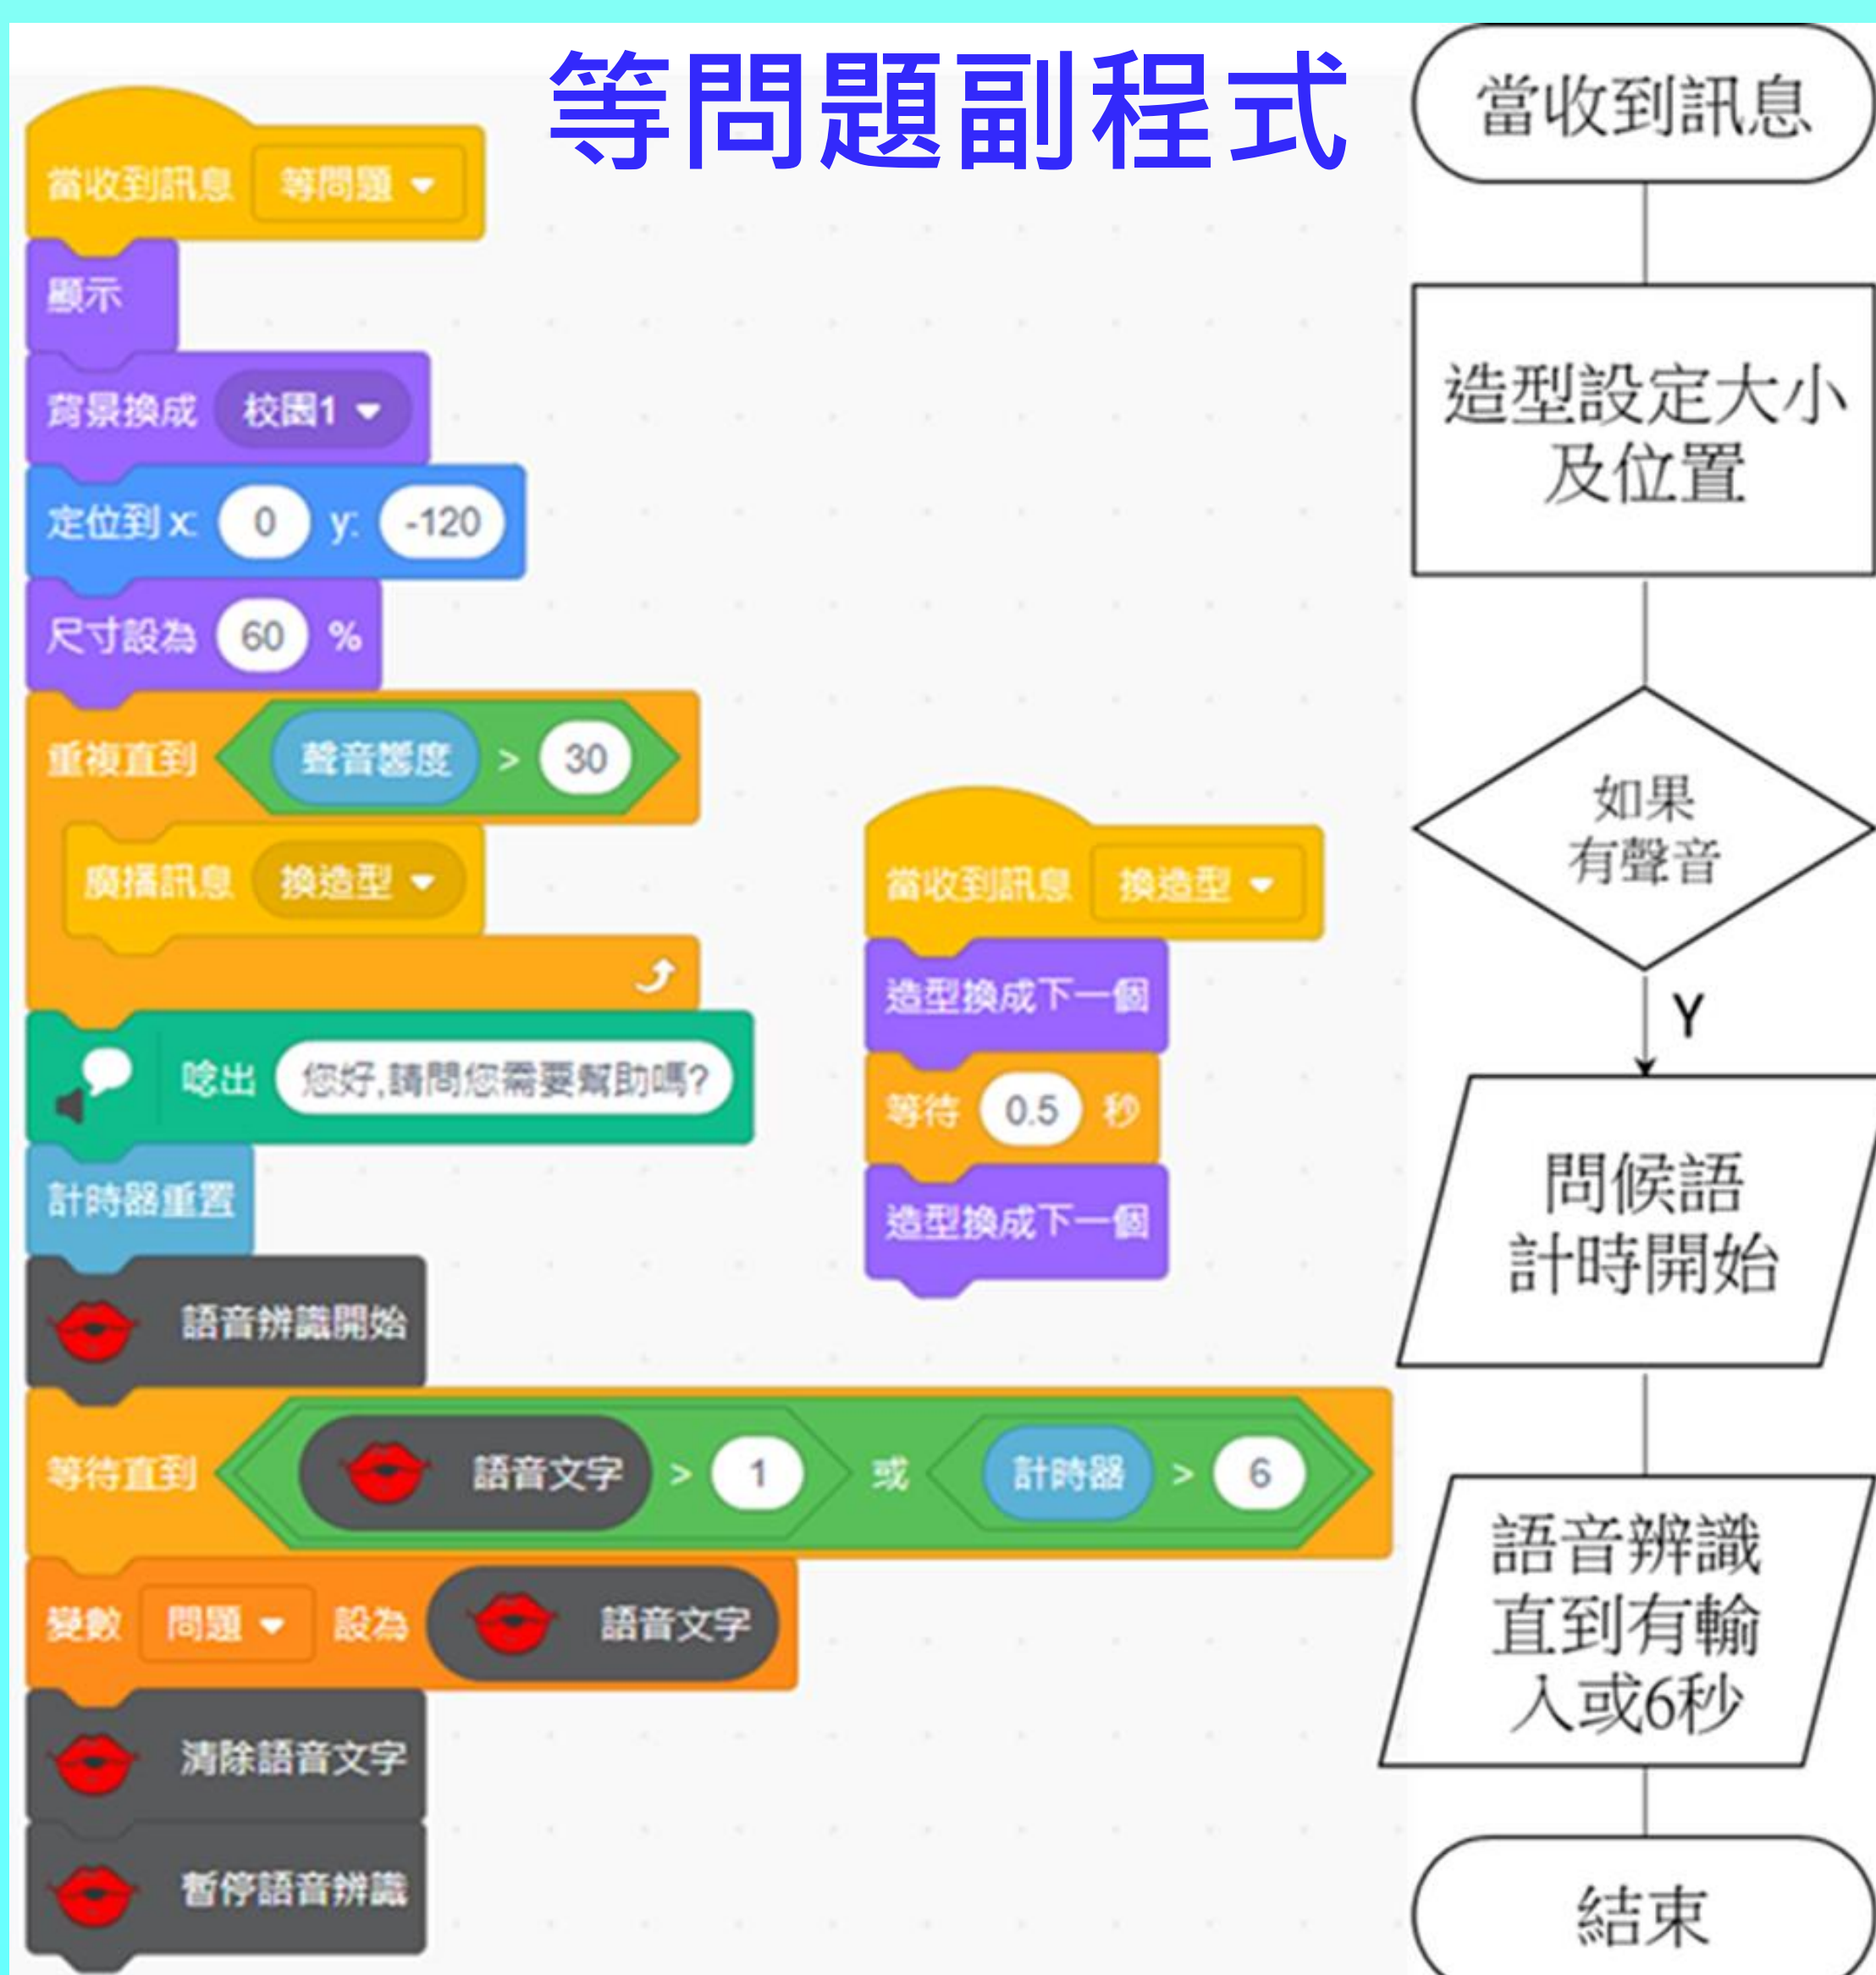 等問題副程式
當收到訊息 等問題
顯示
背景換成 校園1
定位到 x: 0 y: -120
尺寸設為 60 %
重複直到 聲音響度 > 30
廣播訊息 換造型
唸出 您好,請問您需要幫助嗎?
計時器重置
語音辨識開始
等待直到 語音文字 > 1 或 計時器 > 6
變數 問題 設為 語音文字
清除語音文字
暫停語音辨識
當收到訊息 換造型
造型換成下一個
等待 0.5 秒
造型換成下一個
當收到訊息
造型設定大小
及位置
如果
有聲音
Y
問候語
計時開始
語音辨識
直到有輸
入或6秒
結束